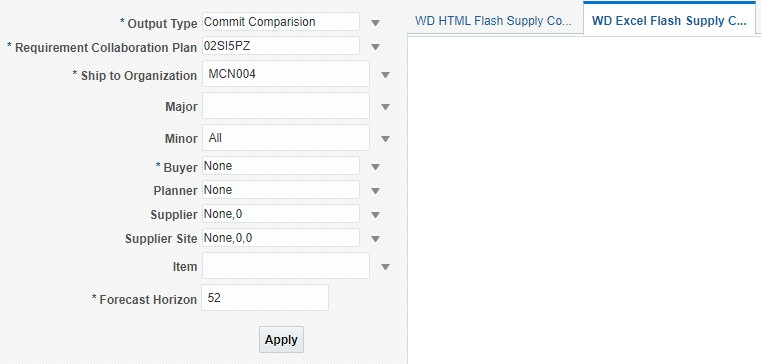 Output Type Commit Comparision
* Requirement Collaboration Plan 02SI5PZ
* Ship to Organization MCN004
Major
Minor All
* Buyer None
Planner None
Supplier None,0
Supplier Site None,0,0
Item
* Forecast Horizon 52
Apply
WD HTML Flash Supply Co...
WD Excel Flash Supply C...